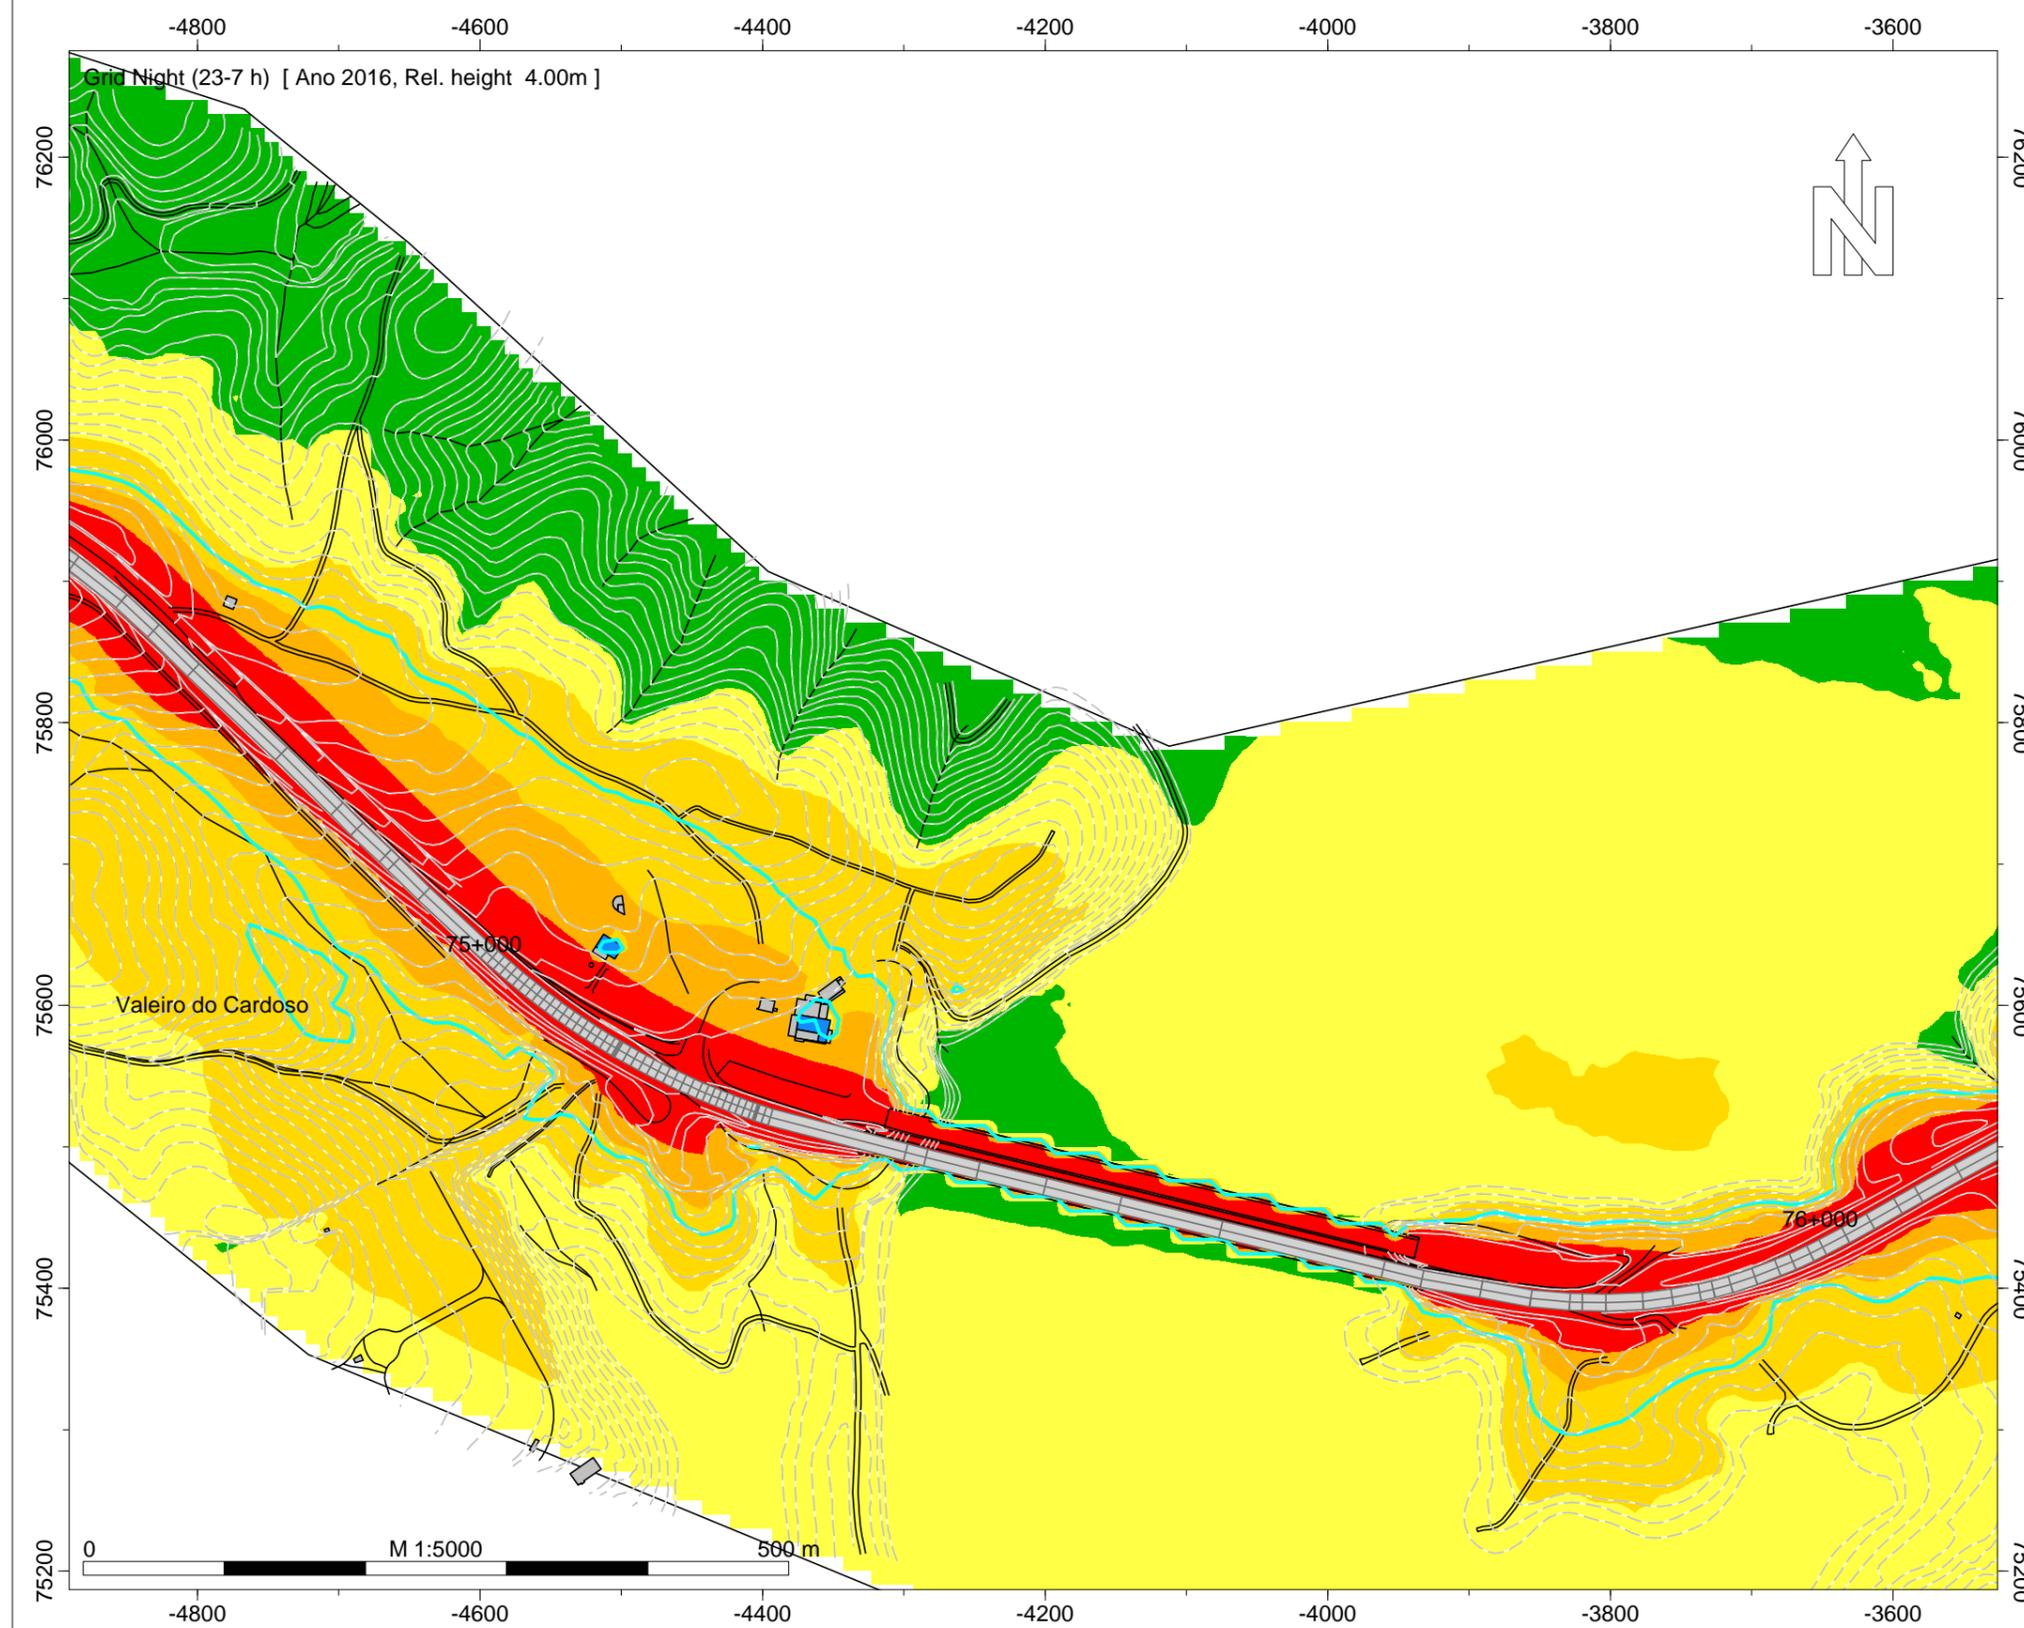 -4800 -4600 -4400 -4200 -4000 -3800 -3600
Grid Night (23-7 h) [ Ano 2016, Rel. height 4.00m ]
76200
N
76000
75800
75+000
Valeiro do Cardoso
75600
76+000
75400
0 M 1:5000 500 m
75200
-4800 -4600 -4400 -4200 -4000 -3800 -3600